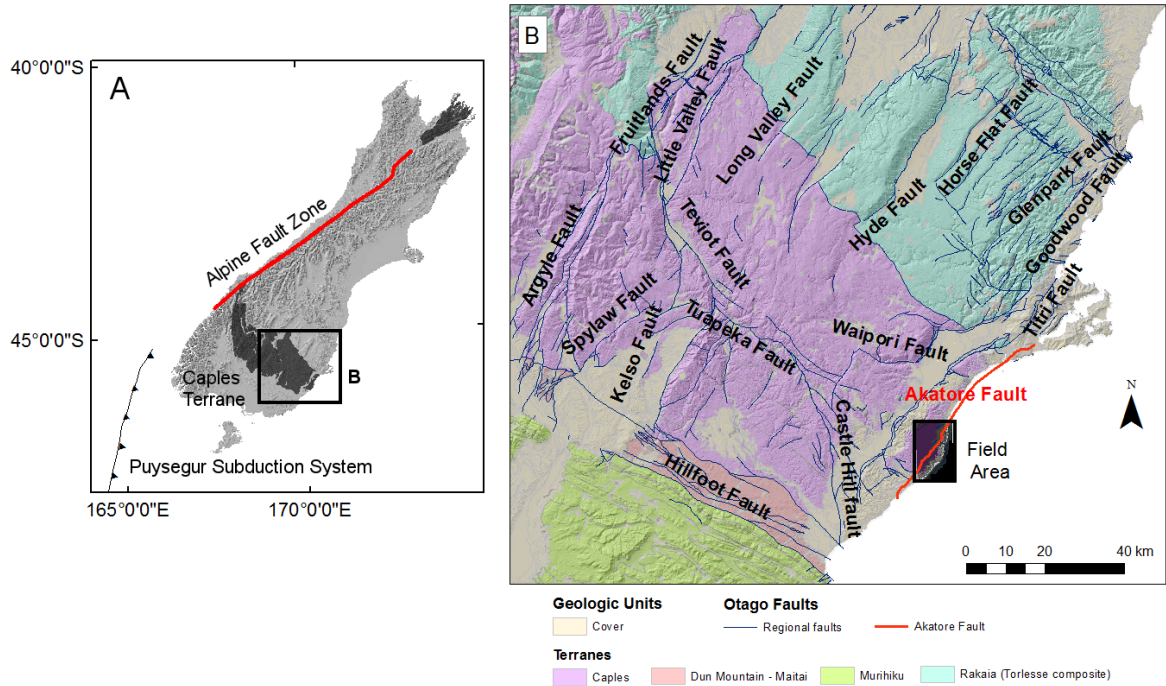 40°0'0"S
A
Alpine Fault Zone
45°0'0"S
B
Caples
Terrane
Puysegur Subduction System
165°0'0"E
170°0'0"E
B
Fruitlands Fault
Little Valley Fault
Long Valley Fault
Horse Flat Fault
Glenpark Fault
Goodwood Fault
Hyde Fault
Teviot Fault
Argyle Fault
Spylaw Fault
Kelso Fault
Tuapeka Fault
Waipori Fault
Titri Fault
Akatore Fault
Castle Hill fault
Hillfoot Fault
N
Field
Area
0 10 20 40 km
Geologic Units
Cover
Otago Faults
Regional faults
Akatore Fault
Terranes
Caples
Dun Mountain - Maitai
Murihiku
Rakaia (Torlesse composite)